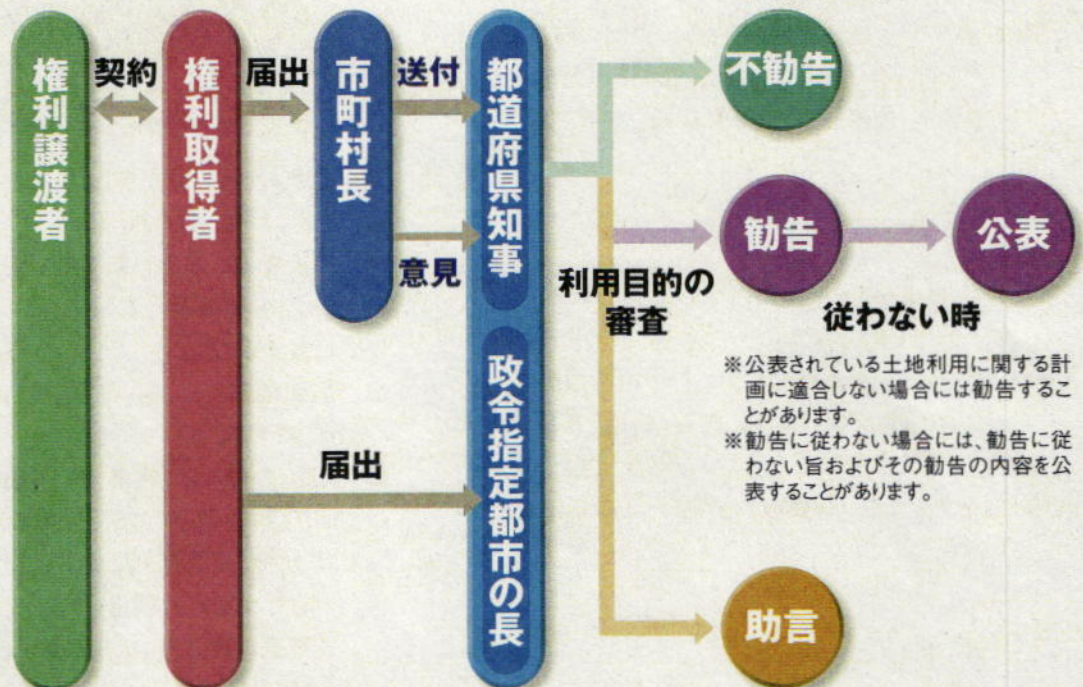 権利譲渡者
契約
権利取得者
届出
市町村長
送付
意見
都道府県知事
届出
政令指定都市の長
利用目的の
審査
不勧告
勧告
公表
従わない時
※公表されている土地利用に関する計
画に適合しない場合には勧告するこ
とがあります。
※勧告に従わない場合には、勧告に従
わない旨およびその勧告の内容を公
表することがあります。
助言